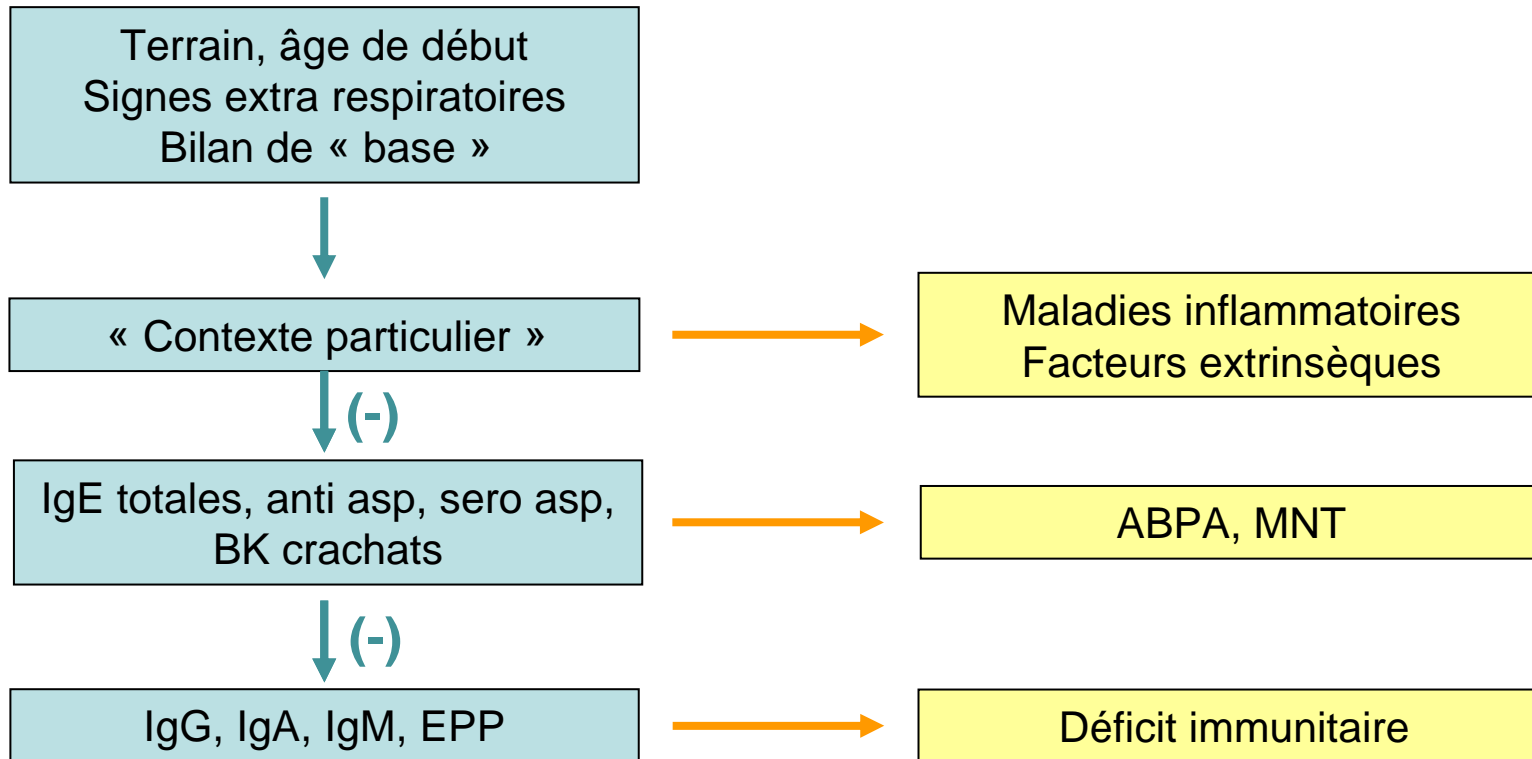 Terrain, âge de début
Signes extra respiratoires
Bilan de « base »
« Contexte particulier »
Maladies inflammatoires
Facteurs extrinsèques
(-)
IgE totales, anti asp, sero asp,
BK crachats
ABPA, MNT
(-)
IgG, IgA, IgM, EPP
Déficit immunitaire